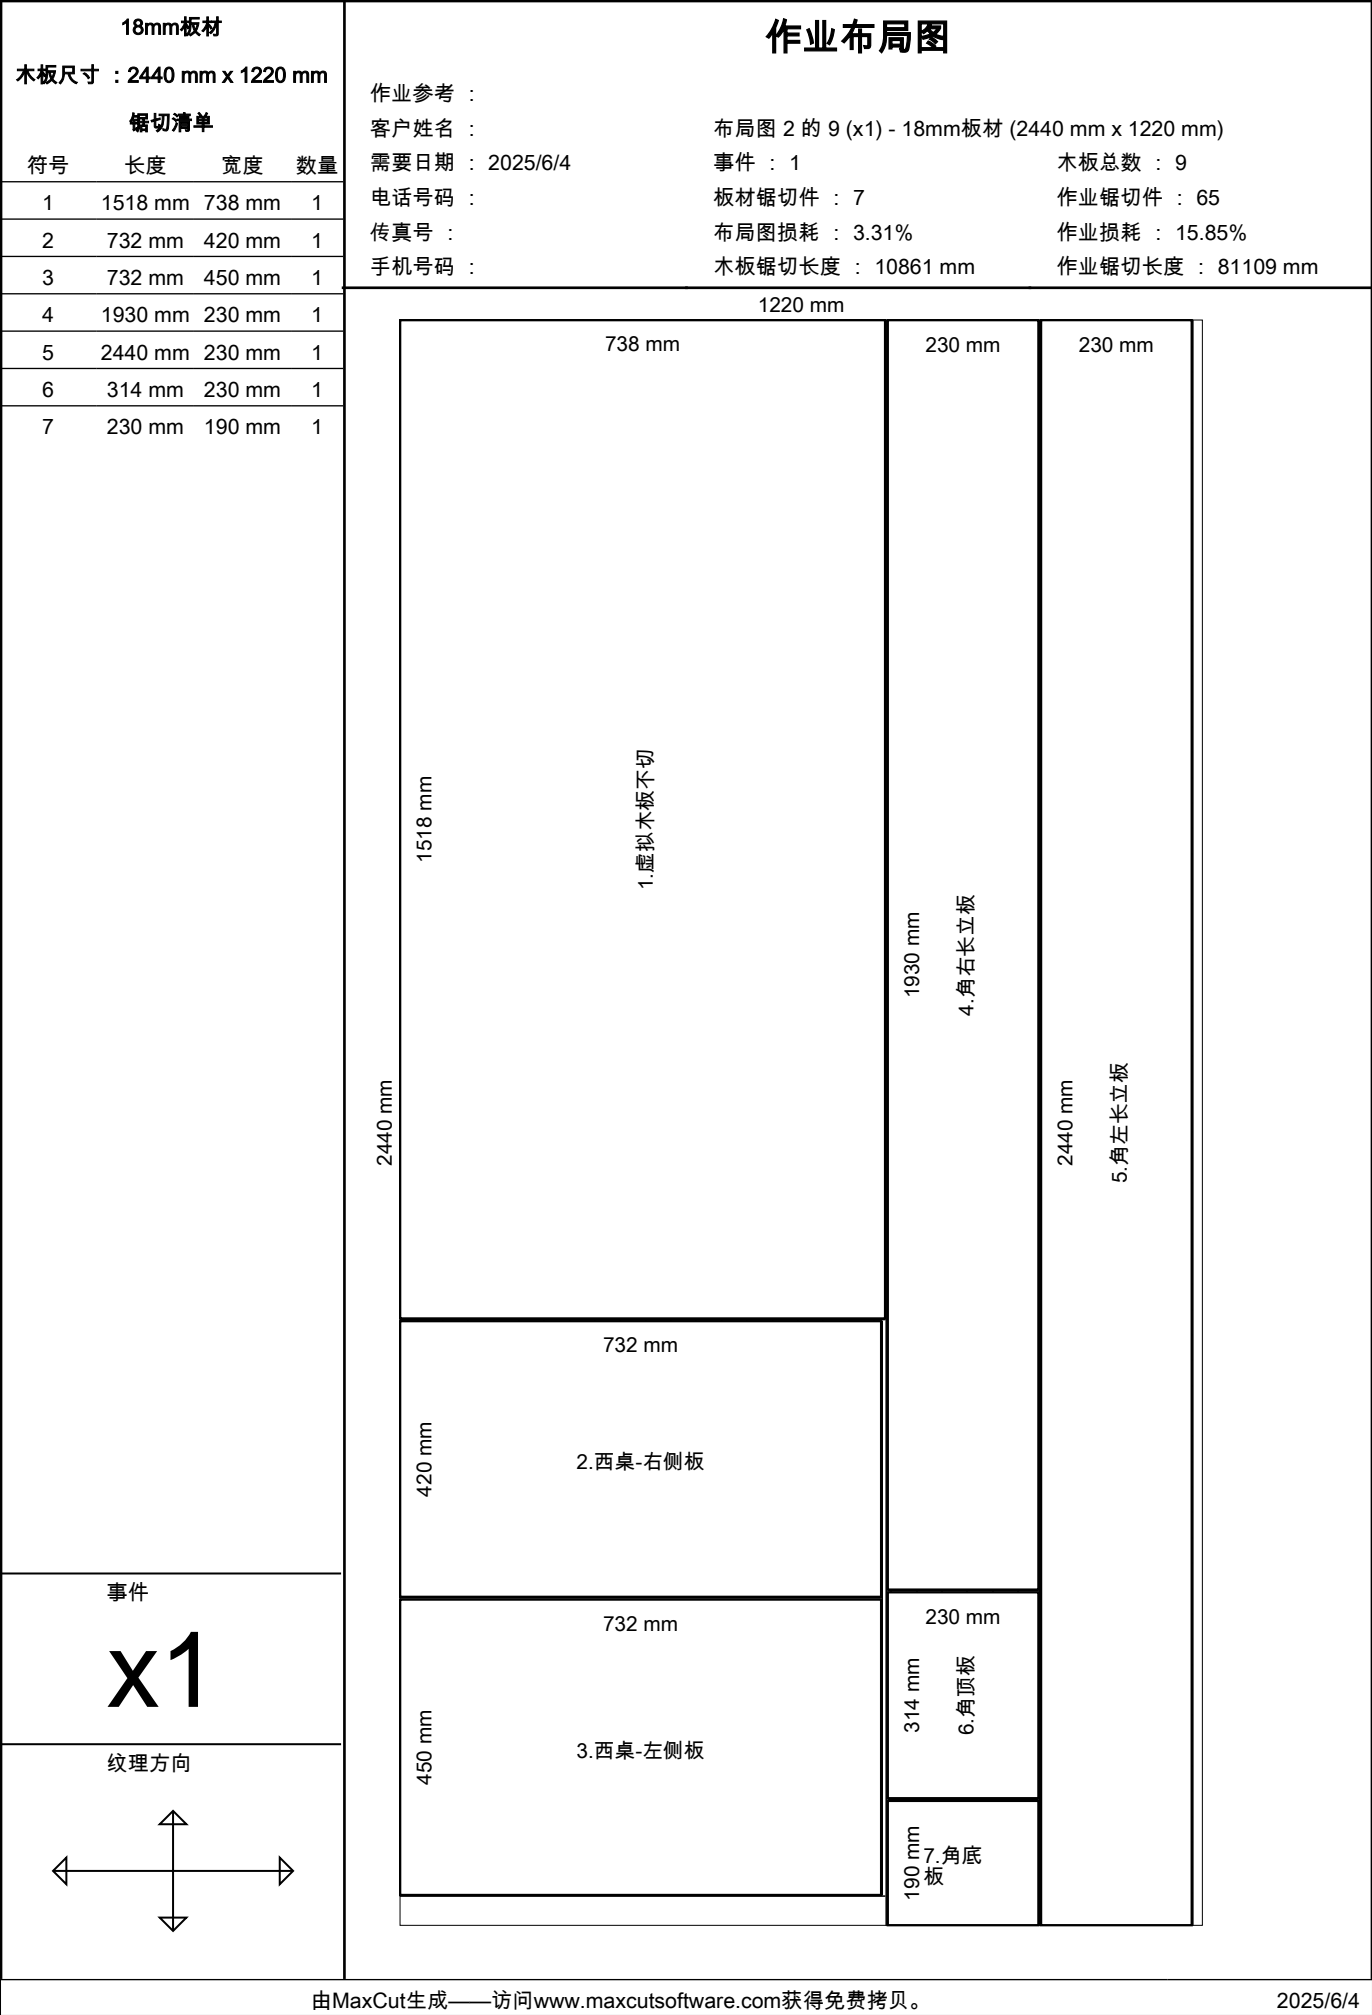 18mm板材
木板尺寸 : 2440 mm x 1220 mm
锯切清单
符号 长度 宽度 数量
1 1518 mm 738 mm 1
2 732 mm 420 mm 1
3 732 mm 450 mm 1
4 1930 mm 230 mm 1
5 2440 mm 230 mm 1
6 314 mm 230 mm 1
7 230 mm 190 mm 1
事件
x1
纹理方向
作业布局图
作业参考 :
客户姓名 : 布局图 2 的 9 (x1) - 18mm板材 (2440 mm x 1220 mm)
需要日期 : 2025/6/4 事件 : 1 木板总数 : 9
电话号码 : 板材锯切件 : 7 作业锯切件 : 65
传真号 : 布局图损耗 : 3.31% 作业损耗 : 15.85%
手机号码 : 木板锯切长度 : 10861 mm 作业锯切长度 : 81109 mm
1220 mm
2440 mm
738 mm
1518 mm
1.虚拟木板不切
732 mm
420 mm
2.西桌-右侧板
732 mm
450 mm
3.西桌-左侧板
230 mm
1930 mm
4.角右长立板
230 mm
2440 mm
5.角左长立板
230 mm
314 mm
6.角顶板
190 mm
7.角底
板
由MaxCut生成——访问www.maxcutsoftware.com获得免费拷贝。 2025/6/4